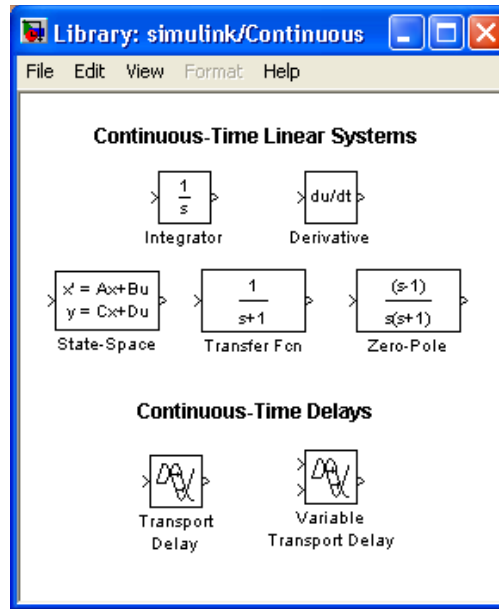 Library: simulink/Continuous
File Edit View Format Help
Continuous-Time Linear Systems
1
s
Integrator
du/dt
Derivative
x' = Ax+Bu
y = Cx+Du
State-Space
1
s+1
Transfer Fcn
(s-1)
s(s+1)
Zero-Pole
Continuous-Time Delays
Transport
Delay
Variable
Transport Delay